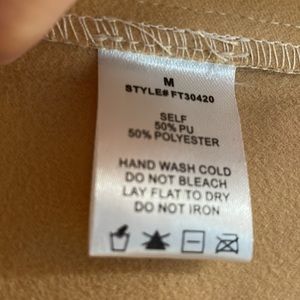 M
STYLE# FT30420
SELF
50% PU
50% POLYESTER
HAND WASH COLD
DO NOT BLEACH
LAY FLAT TO DRY
DO NOT IRON